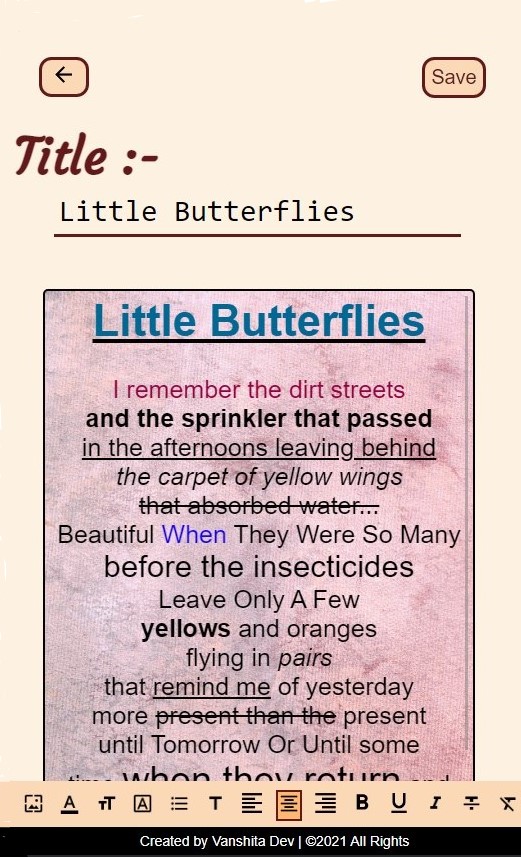 Save
Title :-
Little Butterflies
Little Butterflies
I remember the dirt streets
and the sprinkler that passed
in the afternoons leaving behind
the carpet of yellow wings
that absorbed water...
Beautiful When They Were So Many
before the insecticides
Leave Only A Few
yellows and oranges
flying in pairs
that remind me of yesterday
more present than the present
until Tomorrow Or Until some
time when they return and
Created by Vanshita Dev | ©2021 All Rights